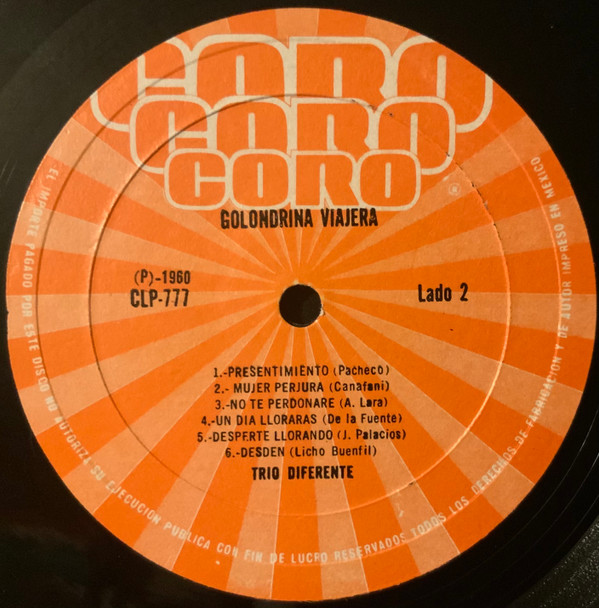 CORO
CORO
CORO
®
GOLONDRINA VIAJERA
(P)-1960
CLP-777
Lado 2
1.-PRESENTIMIENTO (Pacheco)
2.- MUJER PERJURA (Canafani)
3.-NO TE PERDONARE (A. Lara)
4.-UN DIA LLORARAS (De la Fuente)
5.-DESPERTE LLORANDO (J. Palacios)
6.-DESDEN (Licho Buenfil)
TRIO DIFERENTE
EL IMPORTE PAGADO POR ESTE DISCO NO AUTORIZA SU EJECUCION PUBLICA CON FIN DE LUCRO RESERVADOS TODOS LOS DERECHOS DE FABRICACION Y DE AUTOR IMPRESO EN MEXICO